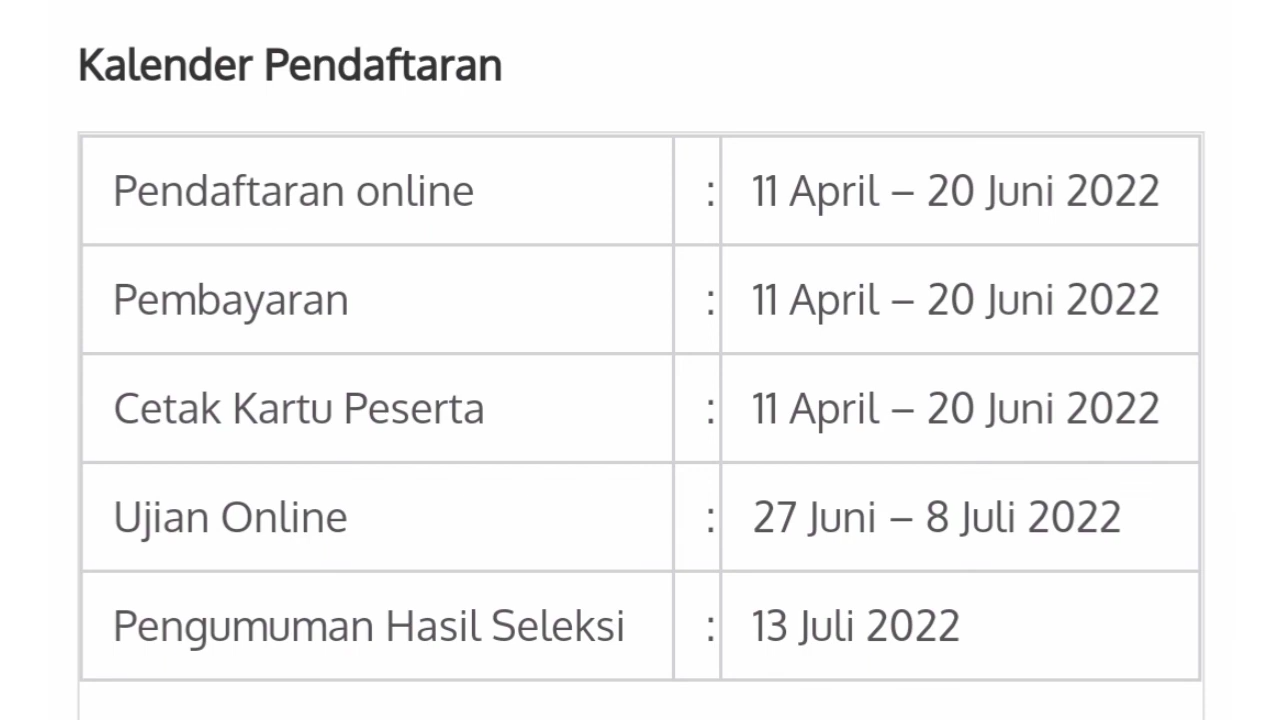 Kalender Pendaftaran
Pendaftaran online : 11 April – 20 Juni 2022
Pembayaran : 11 April – 20 Juni 2022
Cetak Kartu Peserta : 11 April – 20 Juni 2022
Ujian Online : 27 Juni – 8 Juli 2022
Pengumuman Hasil Seleksi : 13 Juli 2022